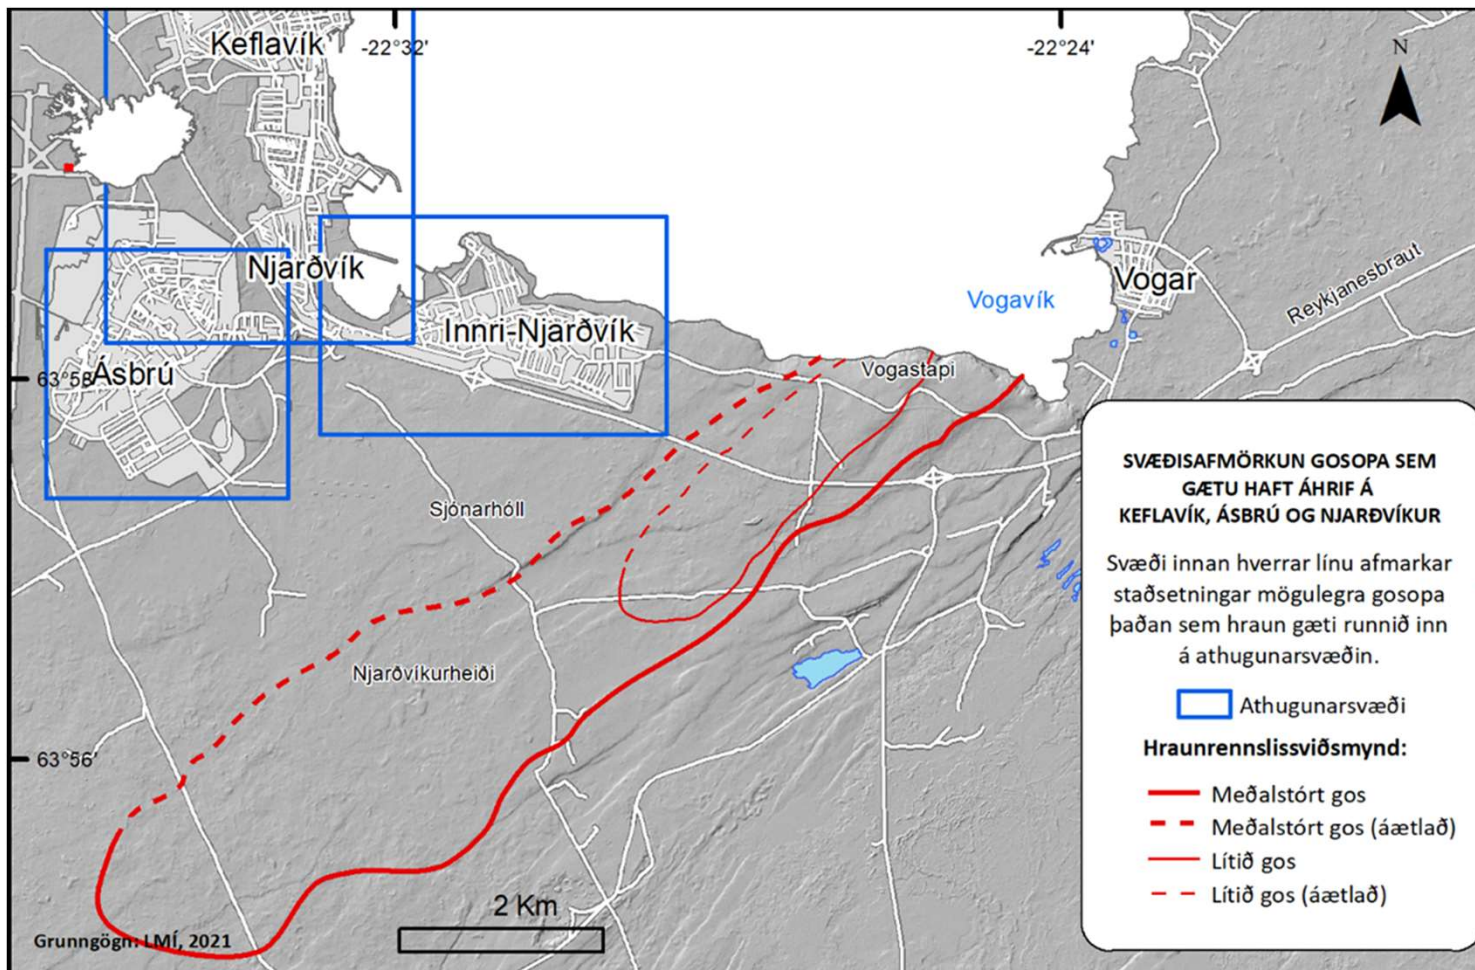 Keflavík
-22°32'
-22°24'
N
Njarðvík
Innri-Njarðvík
Vogavík
Vogar
Reykjanesbraut
63°58'
Ásbrú
Vogastapi
Sjónarhóll
Njarðvíkurheiði
63°56'
2 Km
Grunngögn: LMÍ, 2021
SVÆÐISAFMÖRKUN GOSOPA SEM
GÆTU HAFT ÁHRIF Á
KEFLAVÍK, ÁSBRÚ OG NJARÐVÍKUR
Svæði innan hverrar línu afmarkar
staðsetningar mögulegra gosopa
þaðan sem hraun gæti runnið inn
á athugunarsvæðin.
Athugunarsvæði
Hraunrennslissviðsmynd:
Meðalstórt gos
Meðalstórt gos (áætlað)
Lítið gos
Lítið gos (áætlað)